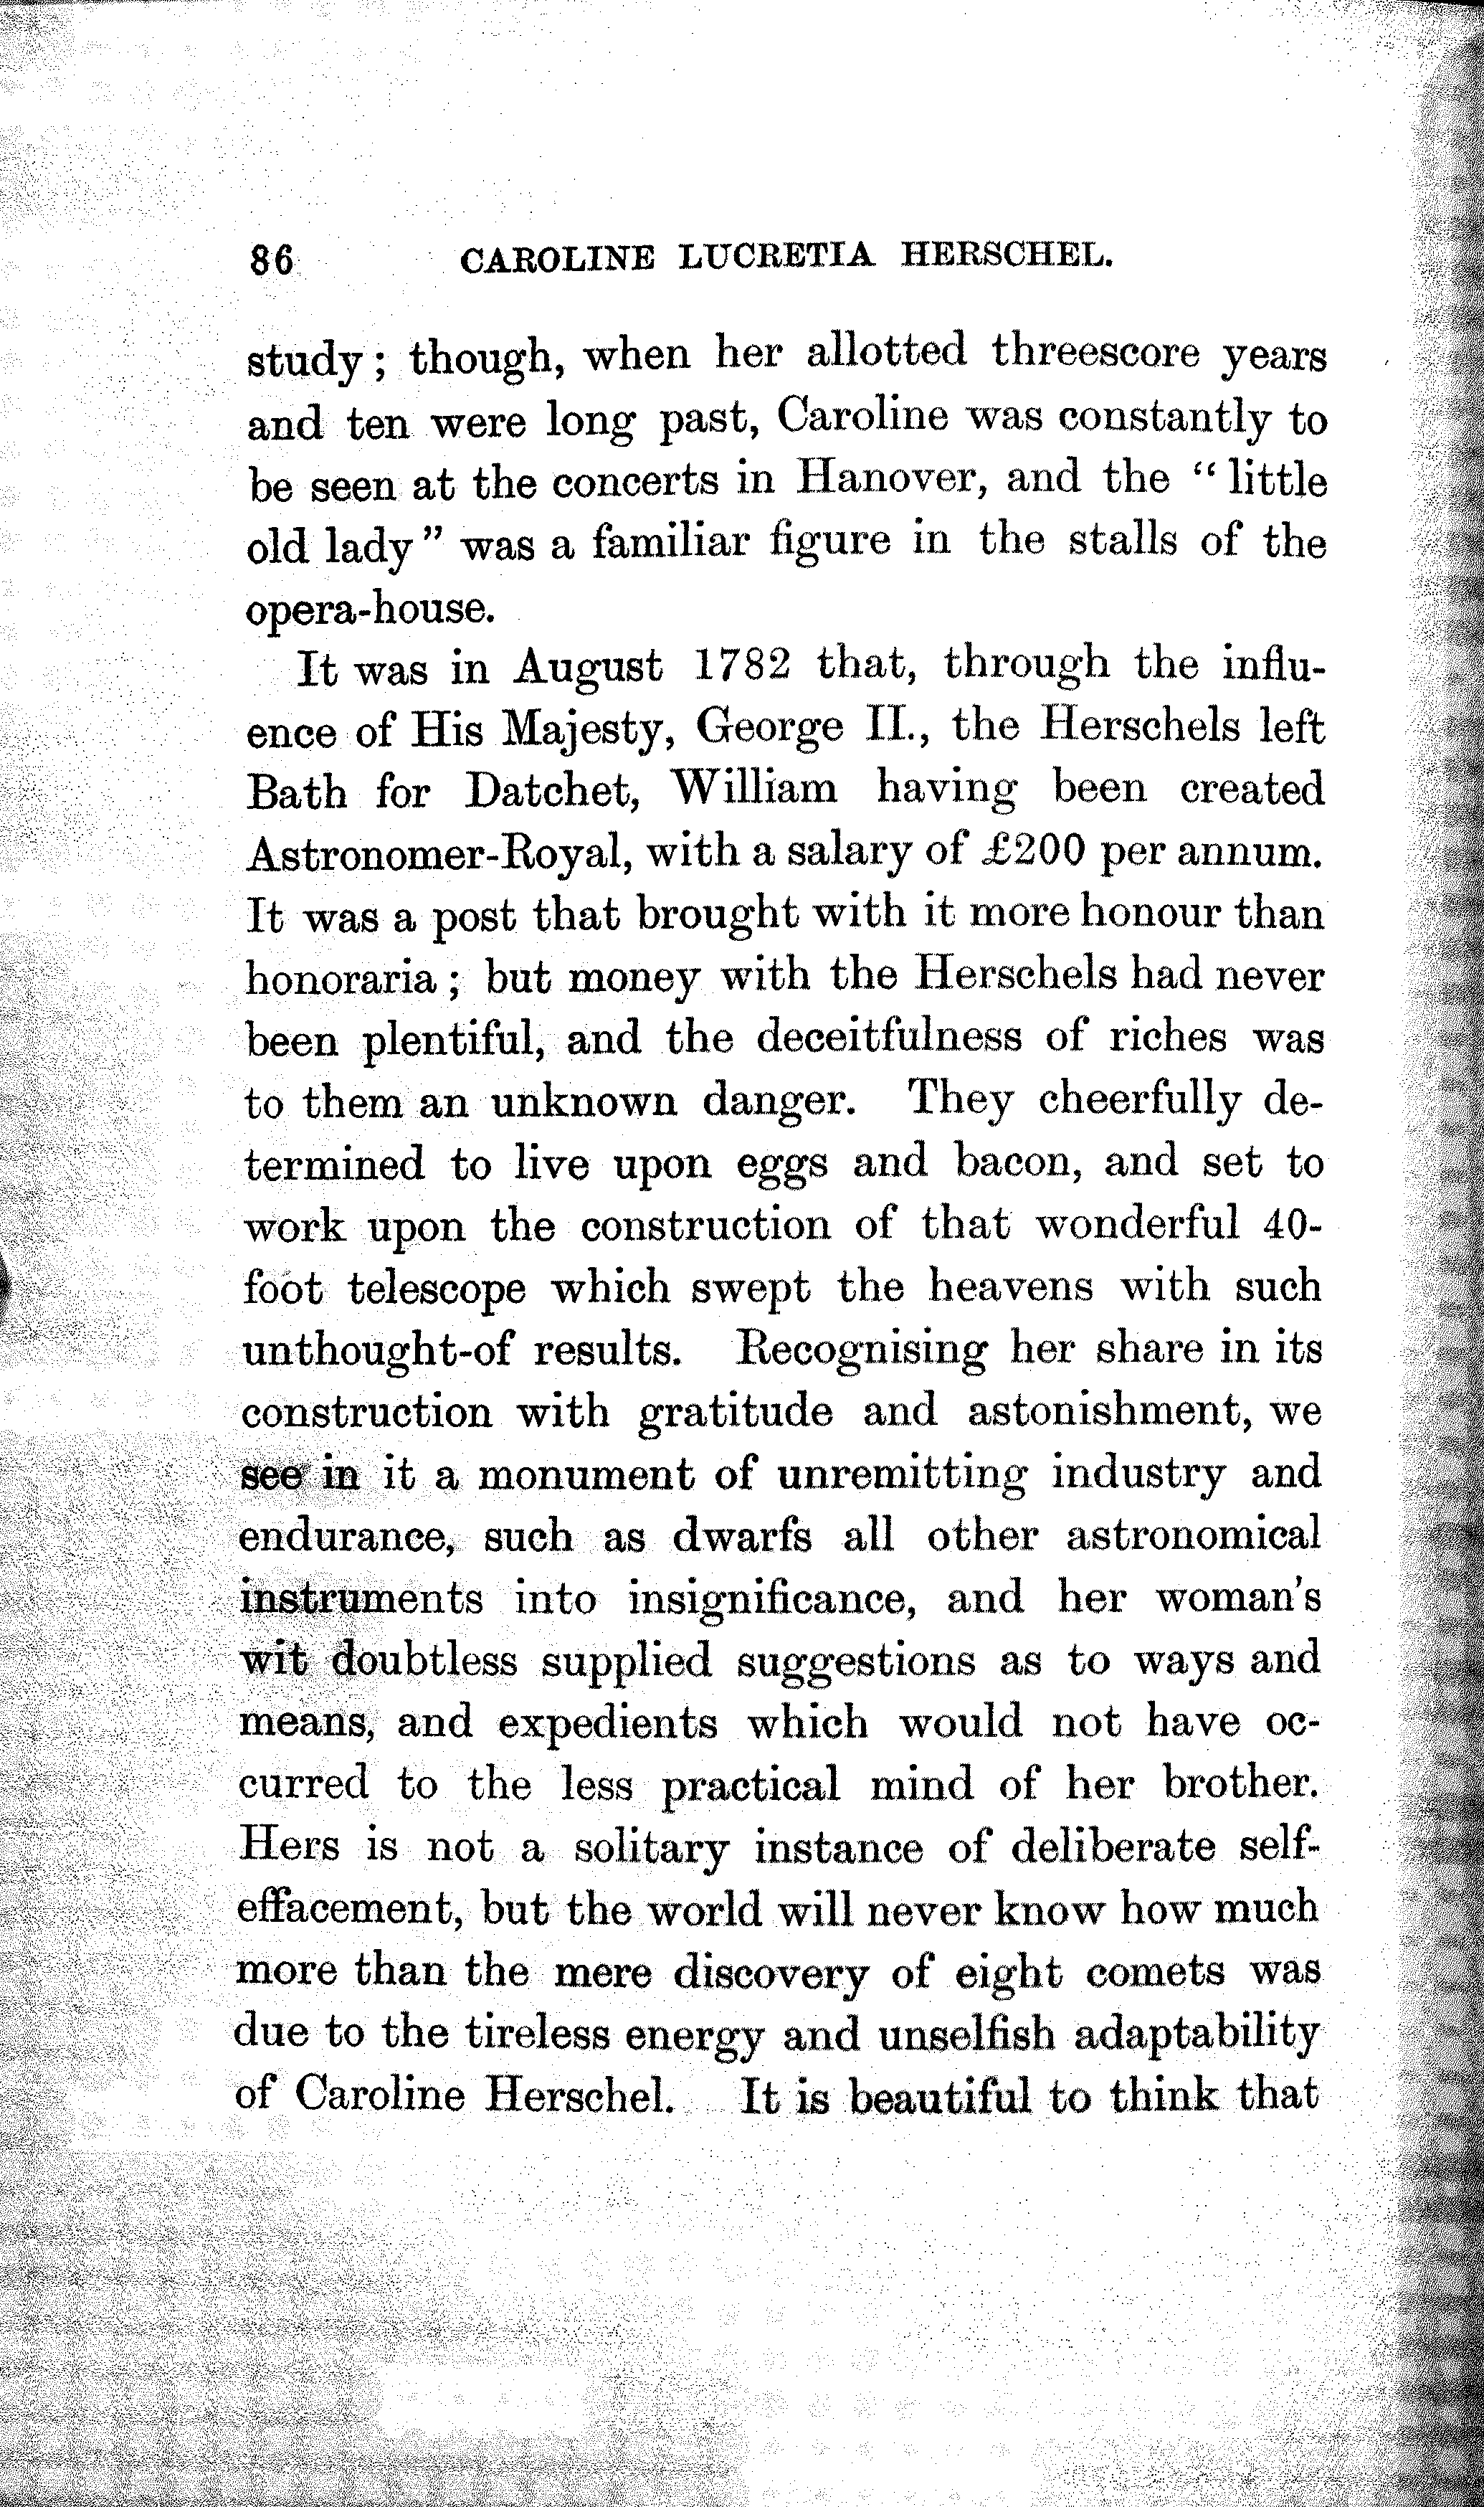 86 CAROLINE LUCRETIA HERSCHEL.
study; though, when her allotted threescore years
and ten were long past, Caroline was constantly to
be seen at the concerts in Hanover, and the "little
old lady" was a familiar figure in the stalls of the
opera-house.
It was in August 1782 that, through the influ-
ence of His Majesty, George II., the Herschels left
Bath for Datchet, William having been created
Astronomer-Royal, with a salary of £200 per annum.
It was a post that brought with it more honour than
honoraria; but money with the Herschels had never
been plentiful, and the deceitfulness of riches was
to them an unknown danger. They cheerfully de-
termined to live upon eggs and bacon, and set to
work upon the construction of that wonderful 40-
foot telescope which swept the heavens with such
unthought-of results. Recognising her share in its
construction with gratitude and astonishment, we
see in it a monument of unremitting industry and
endurance, such as dwarfs all other astronomical
instruments into insignificance, and her woman's
wit doubtless supplied suggestions as to ways and
means, and expedients which would not have oc-
curred to the less practical mind of her brother.
Hers is not a solitary instance of deliberate self-
effacement, but the world will never know how much
more than the mere discovery of eight comets was
due to the tireless energy and unselfish adaptability
of Caroline Herschel. It is beautiful to think that